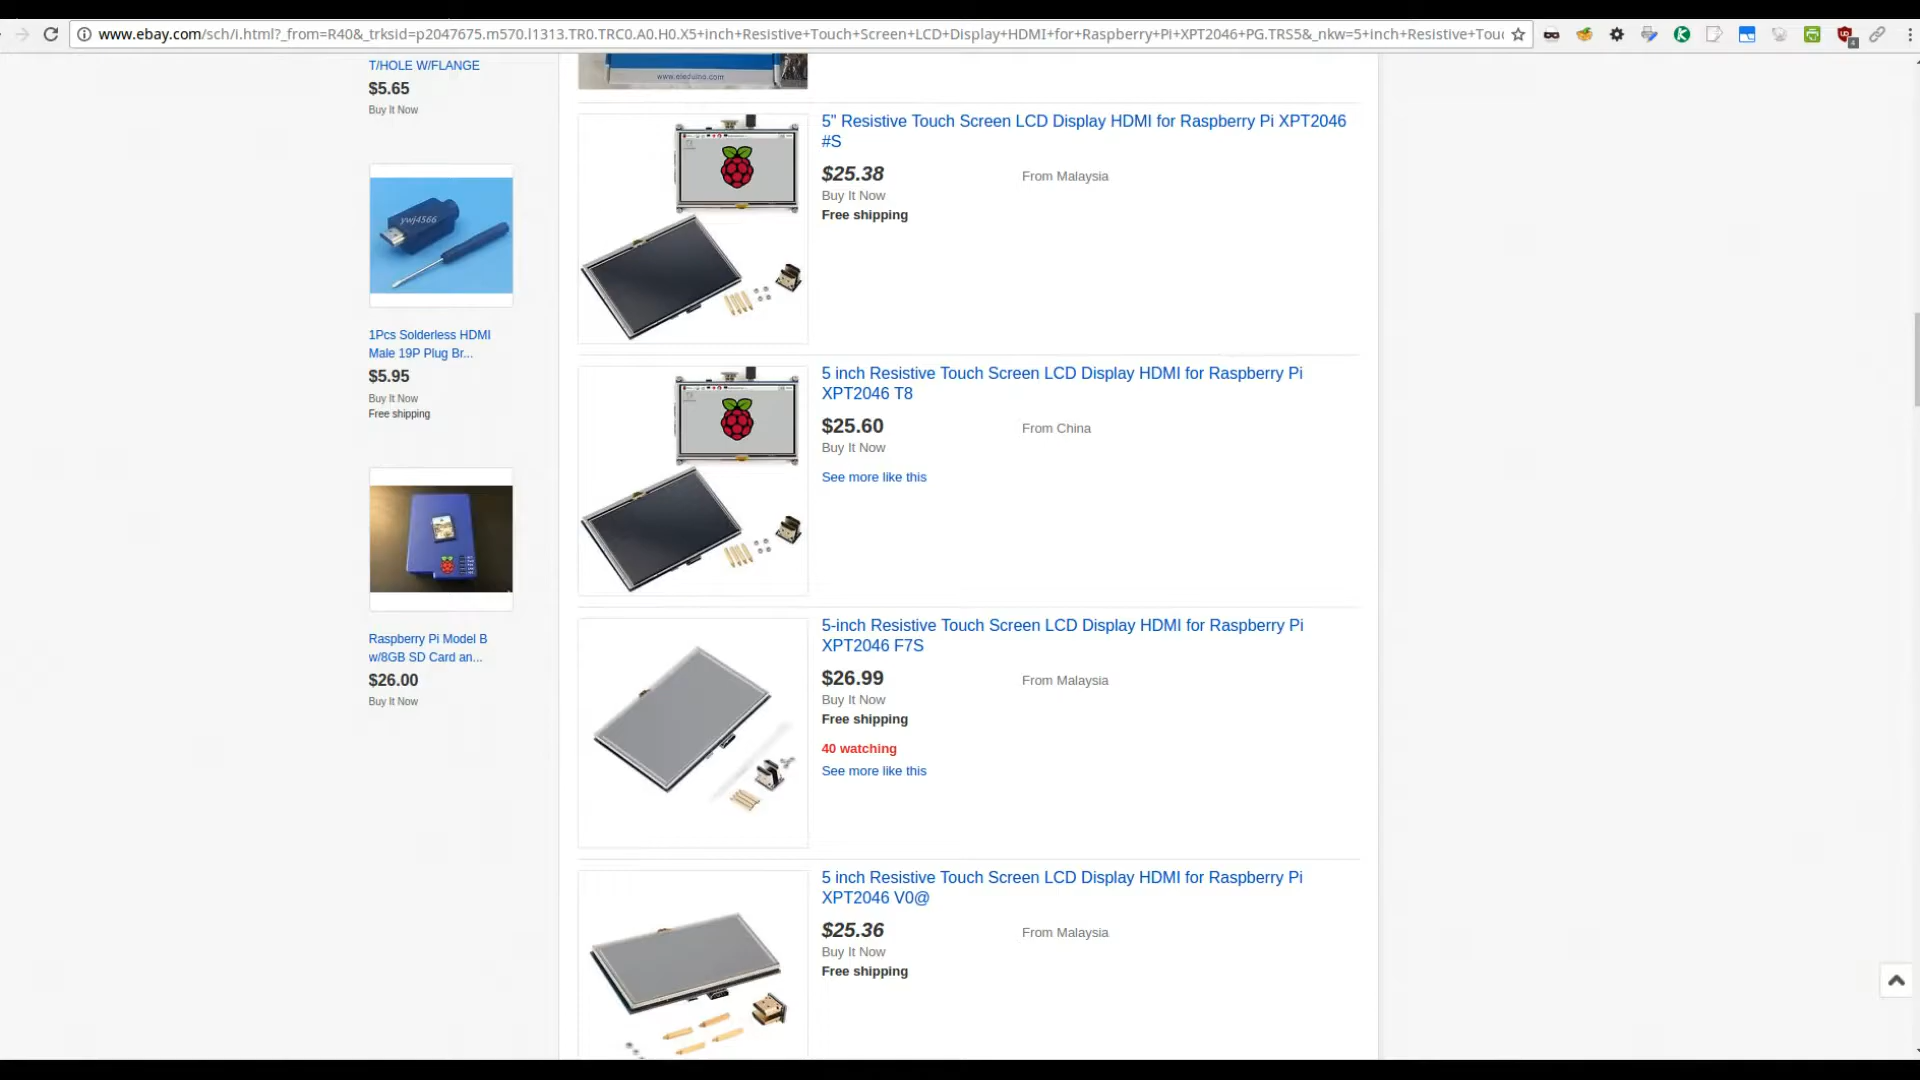 www.ebay.com/sch/i.html?_from=R40&_trksid=p2047675.m570.l1313.TR0.TRC0.A0.H0.X5+inch+Resistive+Touch+Screen+LCD+Display+HDMI+for+Raspberry+Pi+XPT2046+PG.TRS5&_nkw=5+inch+Resistive+Touc
4
T/HOLE W/FLANGE
$5.65
Buy It Now
ywj4566
1Pcs Solderless HDMI
Male 19P Plug Br...
$5.95
Buy It Now
Free shipping
Raspberry Pi Model B
w/8GB SD Card an...
$26.00
Buy It Now
www.eleduino.com
5" Resistive Touch Screen LCD Display HDMI for Raspberry Pi XPT2046
#S
$25.38
From Malaysia
Buy It Now
Free shipping
5 inch Resistive Touch Screen LCD Display HDMI for Raspberry Pi
XPT2046 T8
$25.60
From China
Buy It Now
See more like this
5-inch Resistive Touch Screen LCD Display HDMI for Raspberry Pi
XPT2046 F7S
$26.99
From Malaysia
Buy It Now
Free shipping
40 watching
See more like this
5 inch Resistive Touch Screen LCD Display HDMI for Raspberry Pi
XPT2046 V0@
$25.36
From Malaysia
Buy It Now
Free shipping